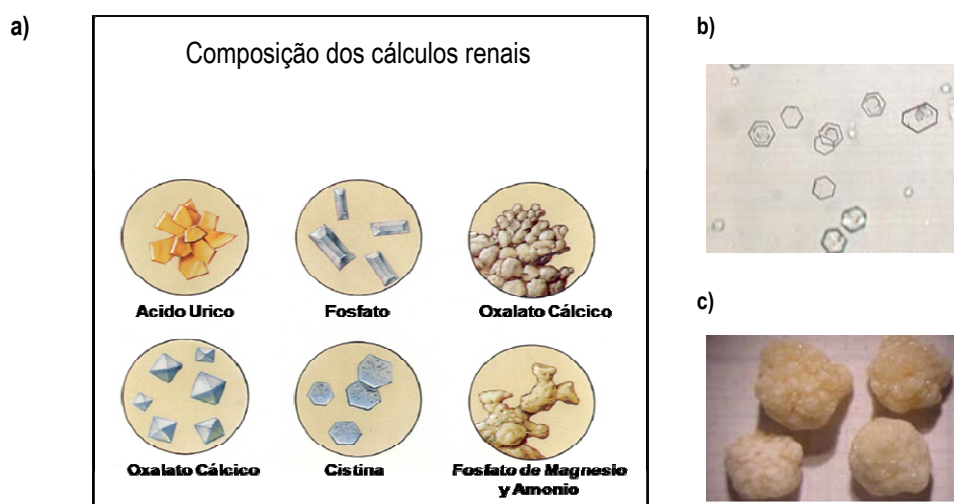 a)
Composição dos cálculos renais
Acido Urico
Fosfato
Oxalato Cálcico
Oxalato Cálcico
Cistina
Fosfato de Magnesio
y Amonio
b)
c)